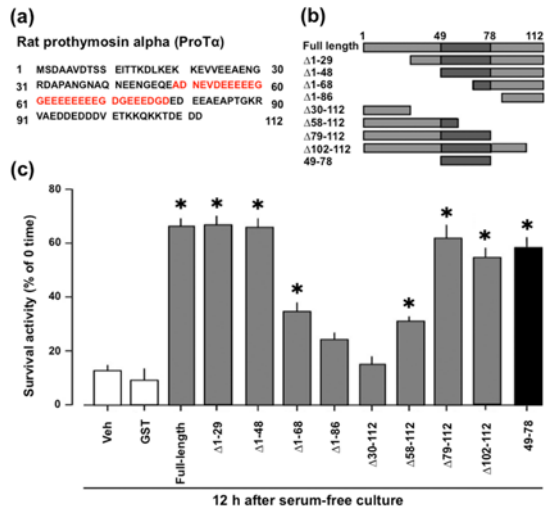 (a)
Rat prothymosin alpha (ProTα)
1 MSDAAVDTSS EITTKDLKEK KEVVEEAENG 30
31 RDAPANGNAQ NEENGEQEAD NEVDEEEEEG 60
61 GEEEEEEEEG DGEEEDGDED EEAEAPTGKR 90
91 VAEDDEDDDV ETKKQKKTDE DD 112
(b)
1 49 78 112
Full length
Δ1-29
Δ1-48
Δ1-68
Δ1-86
Δ30-112
Δ58-112
Δ79-112
Δ102-112
49-78
(c)
Survival activity (% of 0 time)
80
60
40
20
0
* * * * * * * *
Veh
GST
Full-length
Δ1-29
Δ1-48
Δ1-68
Δ1-86
Δ30-112
Δ58-112
Δ79-112
Δ102-112
49-78
12 h after serum-free culture